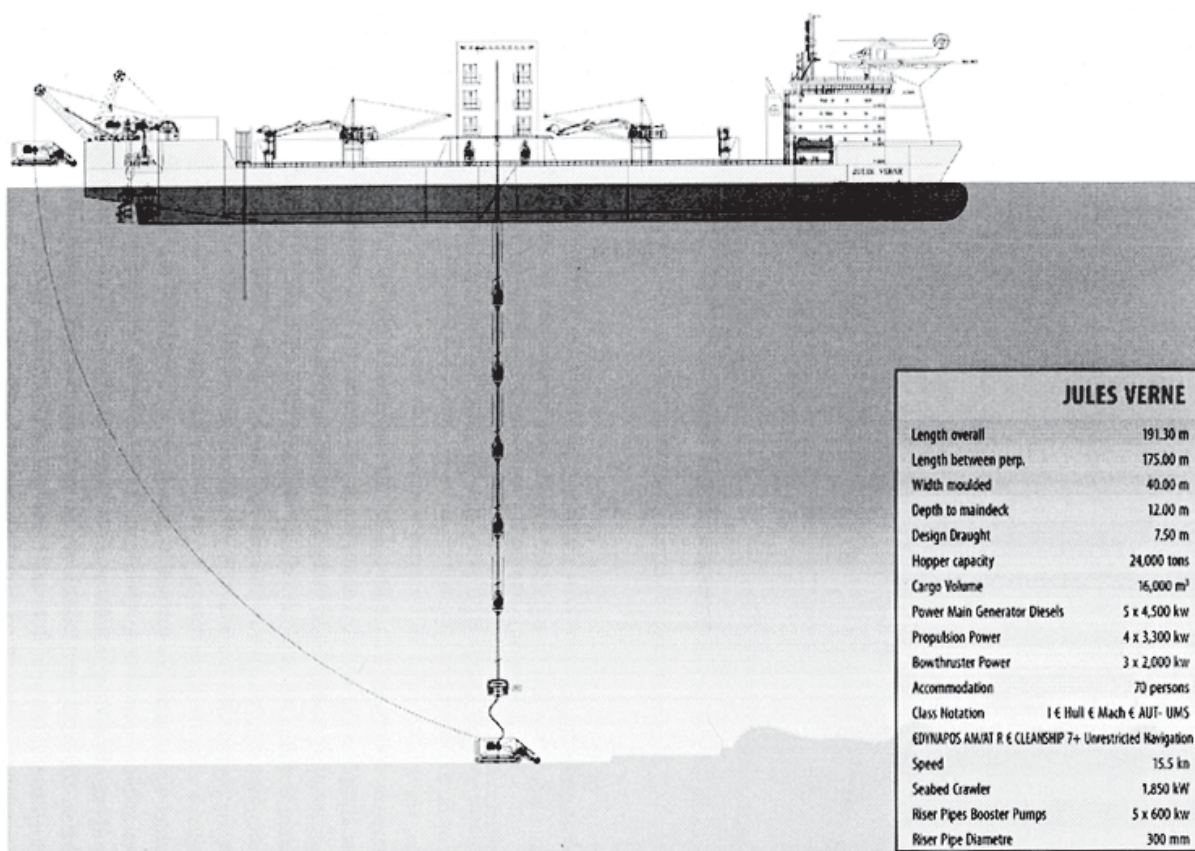 JULES VERNE
JULES VERNE
Length overall 191.30 m
Length between perp. 175.00 m
Width moulded 40.00 m
Depth to maindeck 12.00 m
Design Draught 7.50 m
Hopper capacity 24,000 tons
Cargo Volume 16,000 m³
Power Main Generator Diesels 5 x 4,500 kw
Propulsion Power 4 x 3,300 kw
Bowthruster Power 3 x 2,000 kw
Accommodation 70 persons
Class Notation I € Hull € Mach € AUT- UMS
€DYNAPOS AM/AT R € CLEANSHIP 7+ Unrestricted Navigation
Speed 15.5 kn
Seabed Crawler 1,850 kW
Riser Pipes Booster Pumps 5 x 600 kw
Riser Pipe Diametre 300 mm